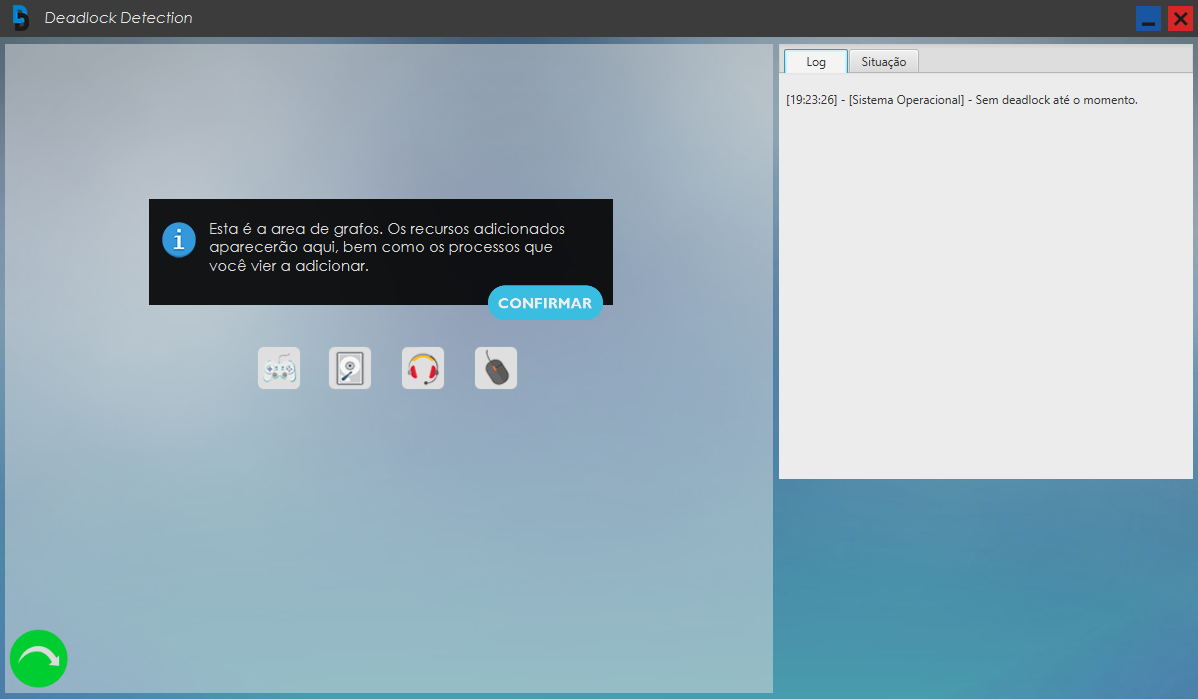 Deadlock Detection
Esta é a area de grafos. Os recursos adicionados
aparecerão aqui, bem como os processos que
você vier a adicionar.
CONFIRMAR
Log
Situação
[19:23:26] - [Sistema Operacional] - Sem deadlock até o momento.